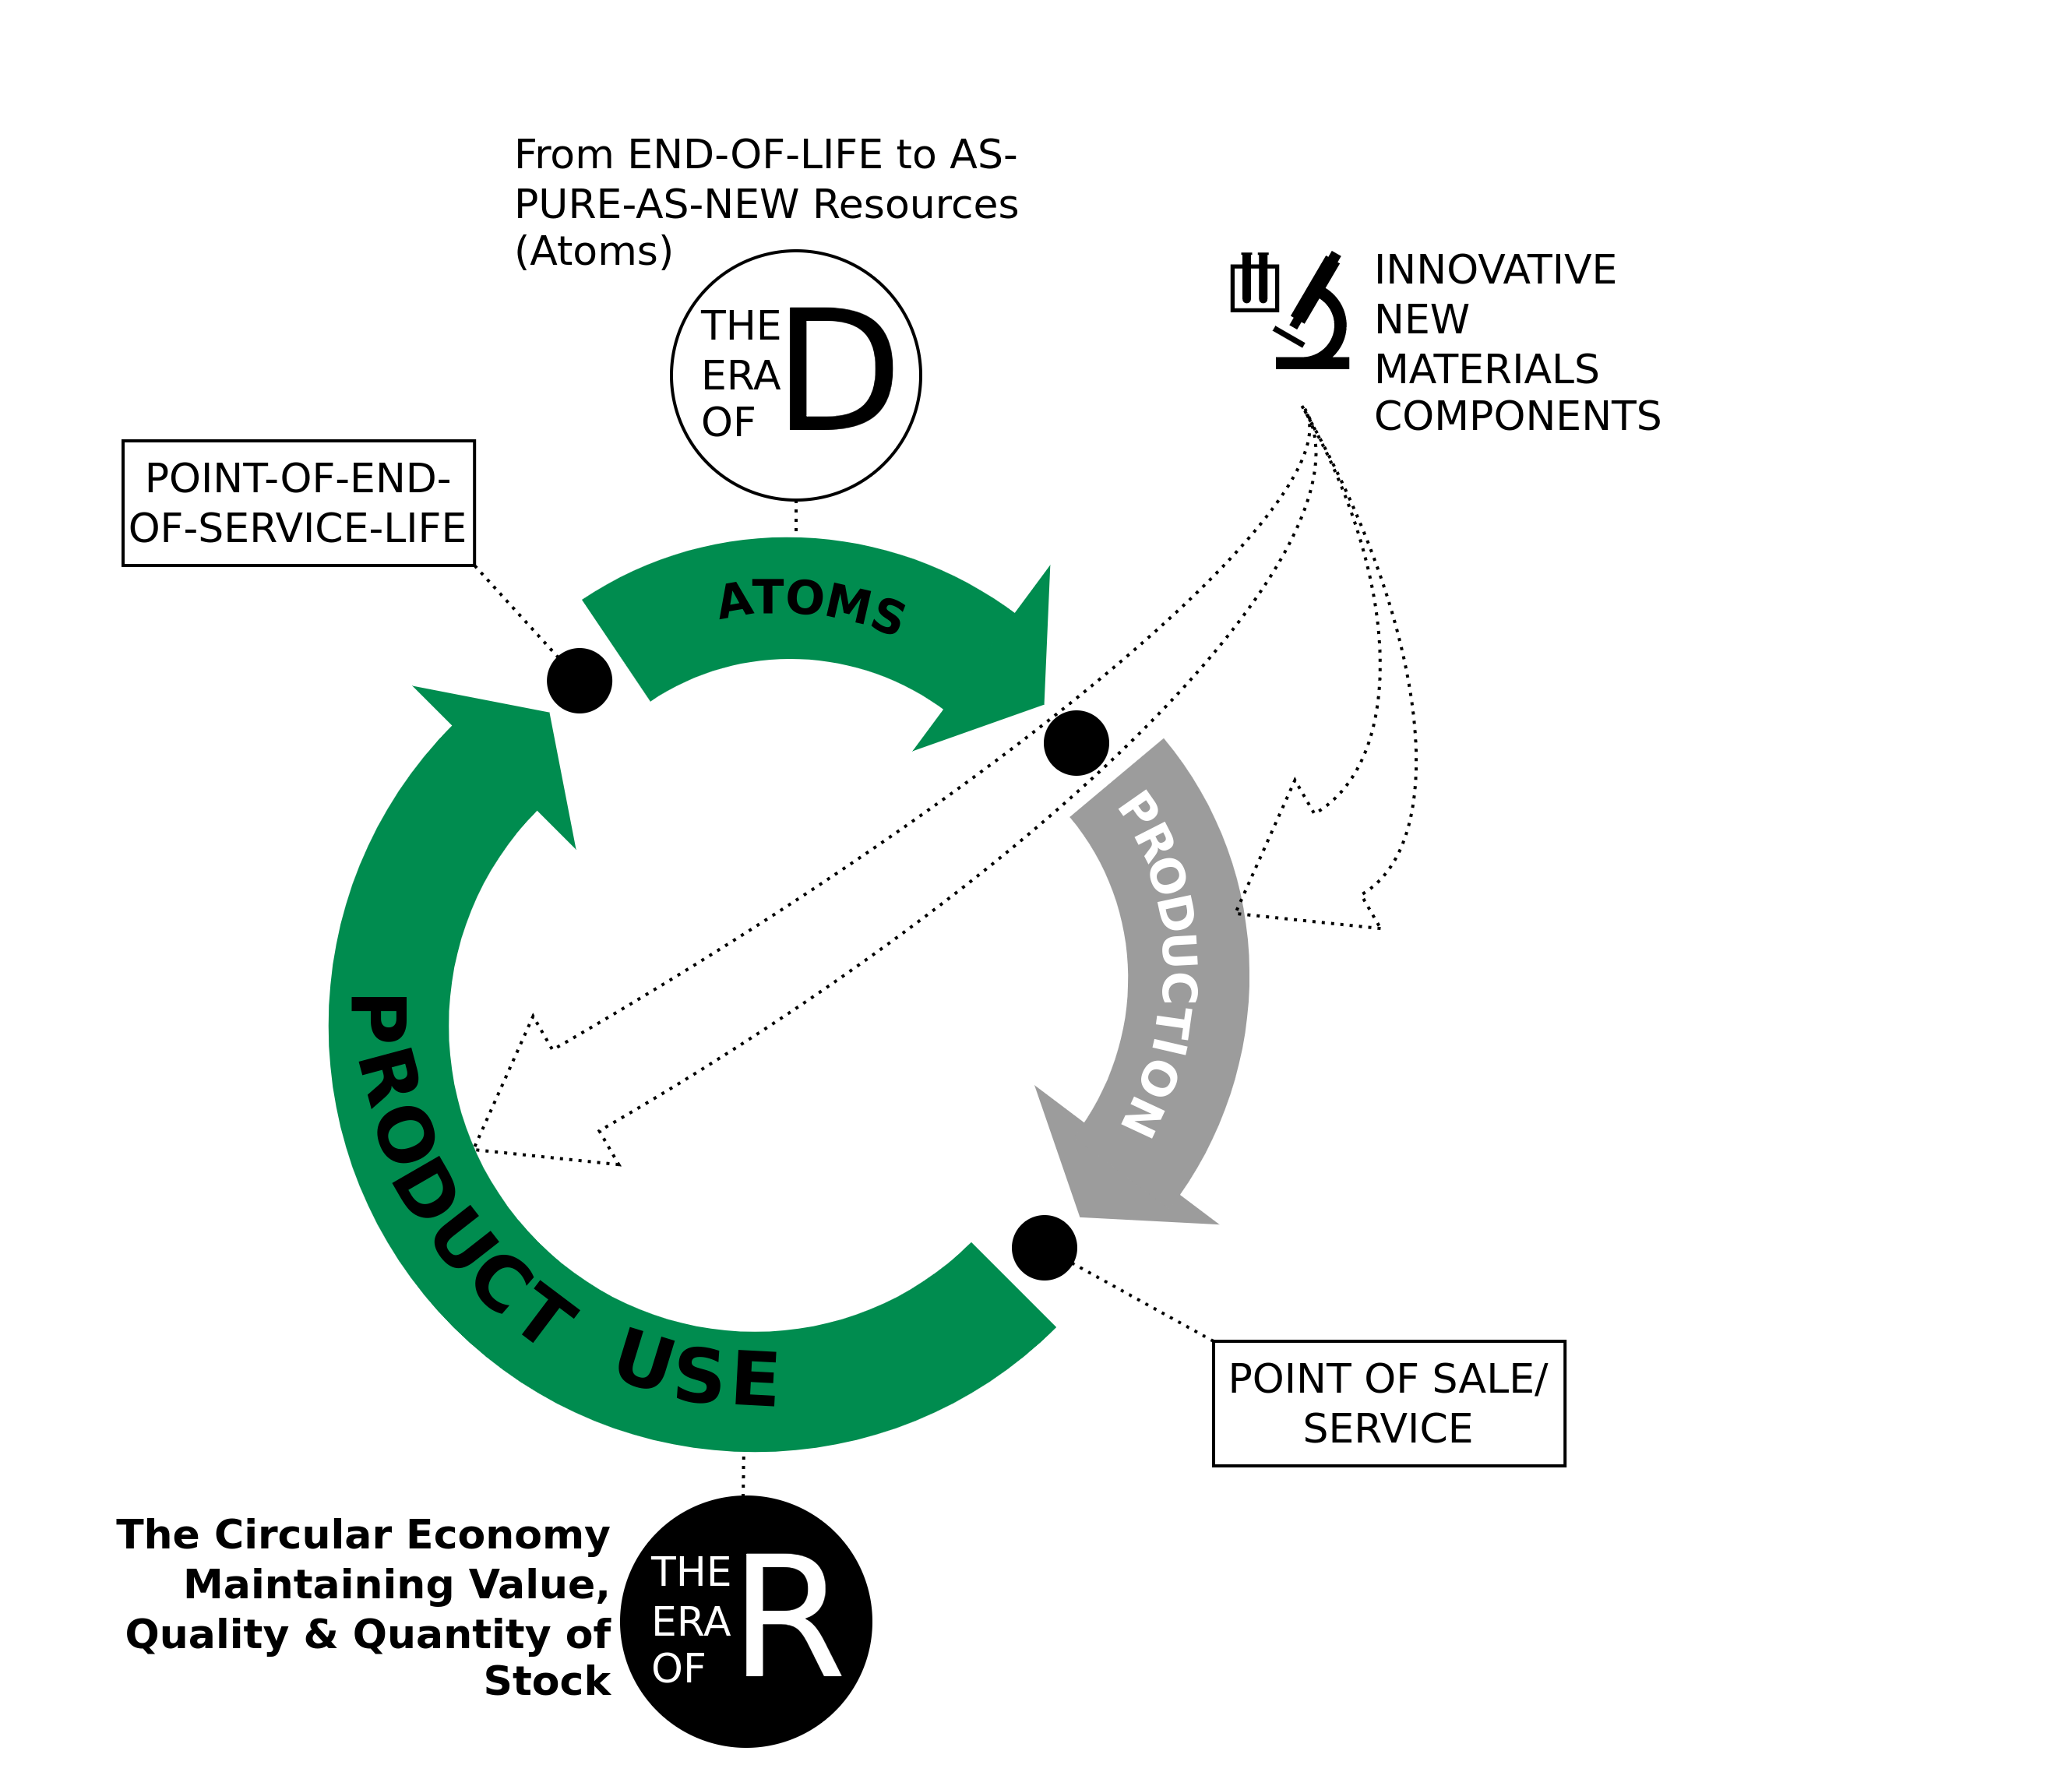 From END-OF-LIFE to AS-
PURE-AS-NEW Resources
(Atoms)
THE
ERA
OF
D
INNOVATIVE
NEW
MATERIALS
COMPONENTS
POINT-OF-END-
OF-SERVICE-LIFE
ATOMS
PRODUCTION
PRODUCT USE
POINT OF SALE/
SERVICE
The Circular Economy
Maintaining Value,
Quality & Quantity of
Stock
THE
ERA
OF
R